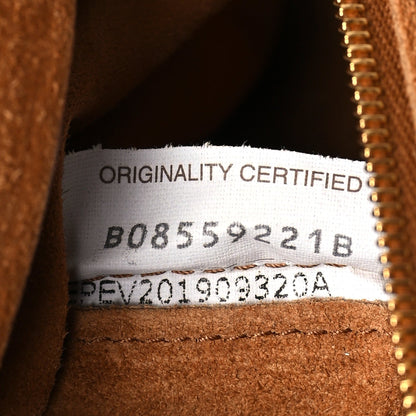 ORIGINALITY CERTIFIED
B08559221B
EPEV201909320A